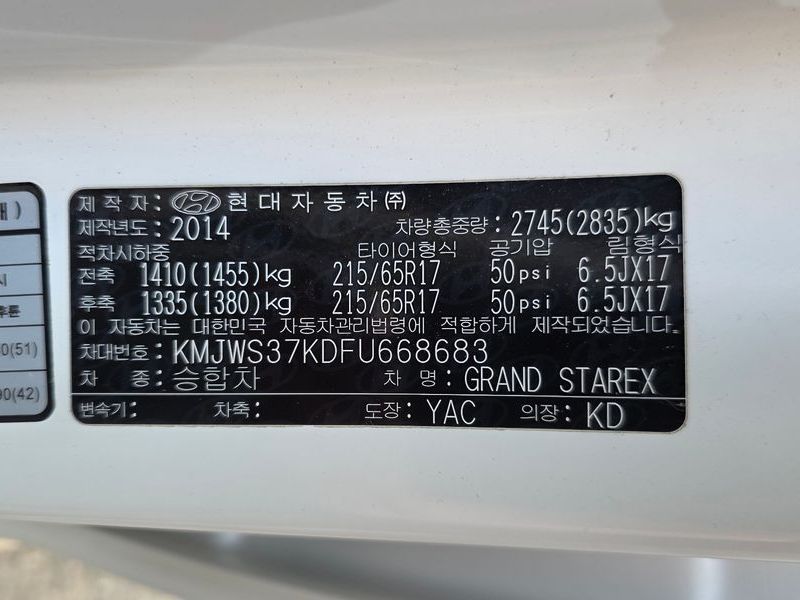 제작자: 현대자동차㈜
제작년도: 2014 차량총중량: 2745(2835)kg
적차시하중 타이어형식 공기압 림형식
전축 1410(1455)kg 215/65R17 50psi 6.5JX17
후축 1335(1380)kg 215/65R17 50psi 6.5JX17
이 자동차는 대한민국 자동차관리법령에 적합하게 제작되었습니다.
차대번호: KMJWS37KDFU668683
차 종: 승합차 차 명: GRAND STAREX
변속기: 차축: 도장: YAC 의장: KD
)
0(51)
90(42)